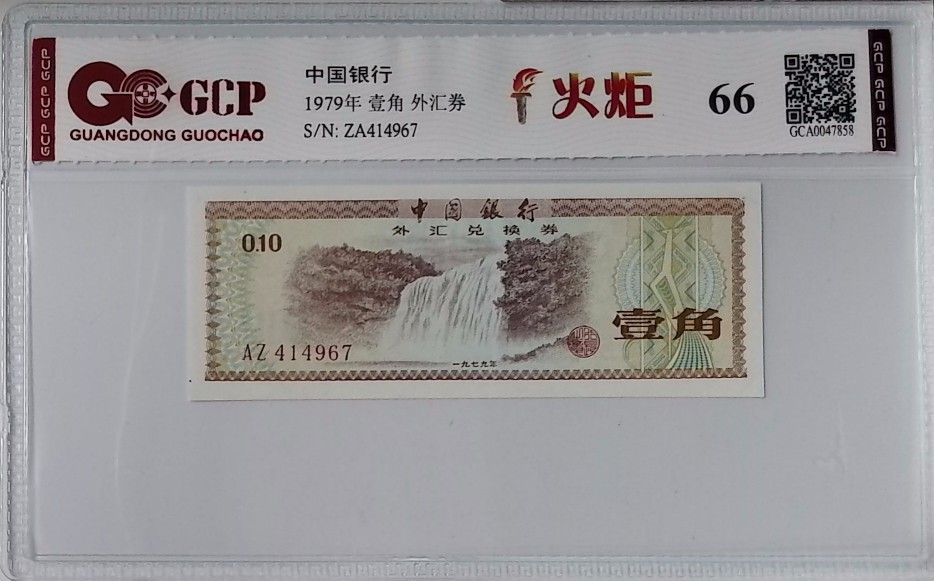 GCP GCP GCP
GCP
GUANGDONG GUOCHAO
中国银行
1979年 壹角 外汇券
S/N: ZA414967
火炬
66
GCA0047858
GCP GCP GCP
中国銀行
外汇兑换券
0.10
壹角
AZ 414967
一九七九年